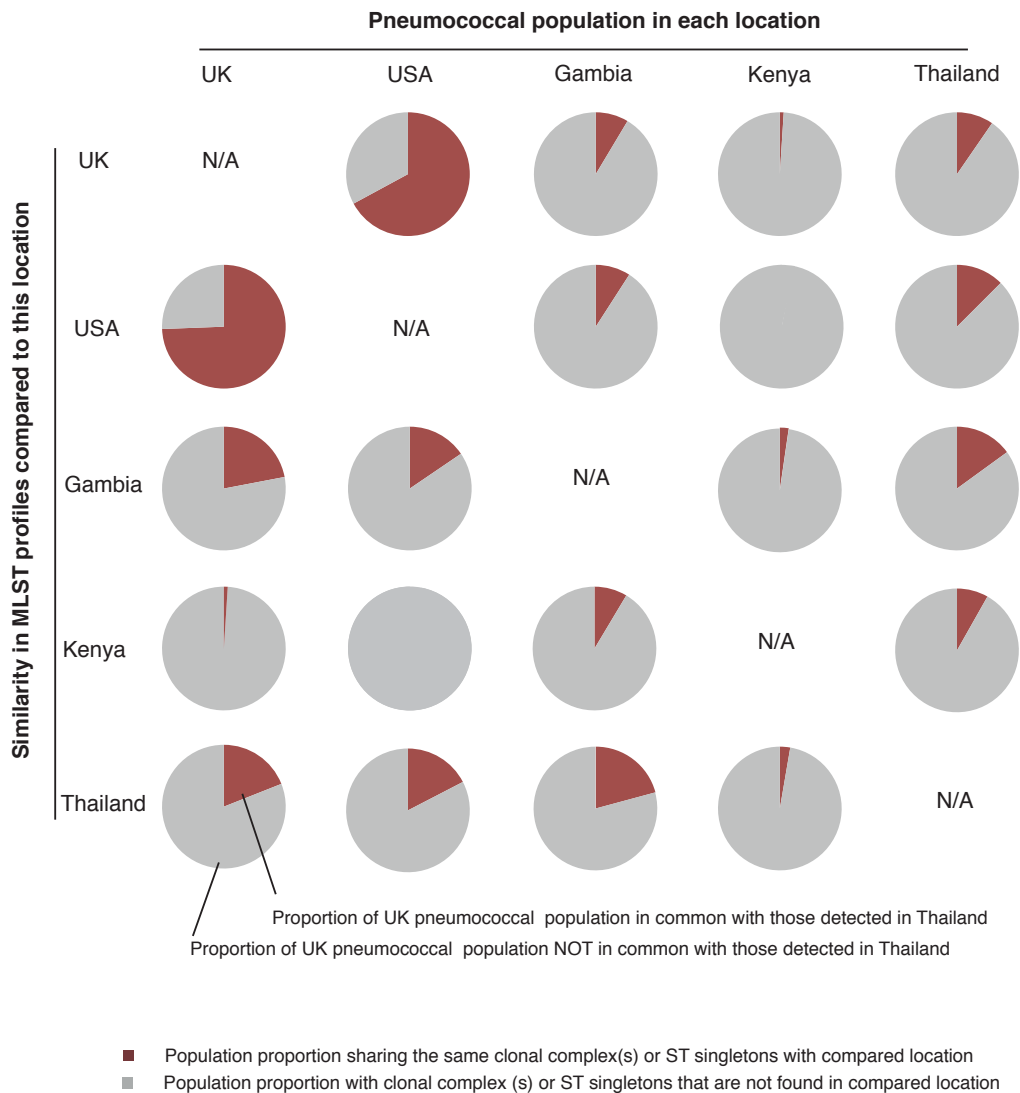 Pneumococcal population in each location
UK USA Gambia Kenya Thailand
Similarity in MLST profiles compared to this location
UK N/A
USA N/A
Gambia N/A
Kenya N/A
Thailand N/A
Proportion of UK pneumococcal population in common with those detected in Thailand
Proportion of UK pneumococcal population NOT in common with those detected in Thailand
Population proportion sharing the same clonal complex(s) or ST singletons with compared location
Population proportion with clonal complex (s) or ST singletons that are not found in compared location